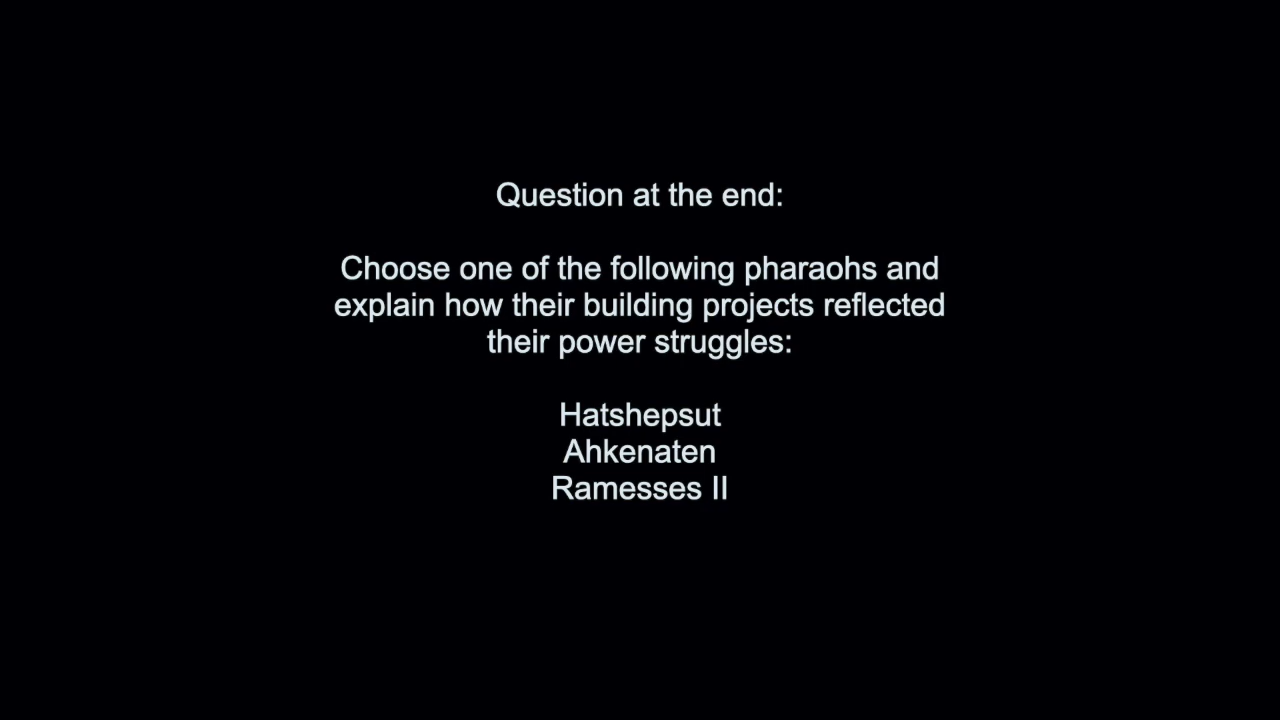 Question at the end:
Choose one of the following pharaohs and
explain how their building projects reflected
their power struggles:
Hatshepsut
Ahkenaten
Ramesses II